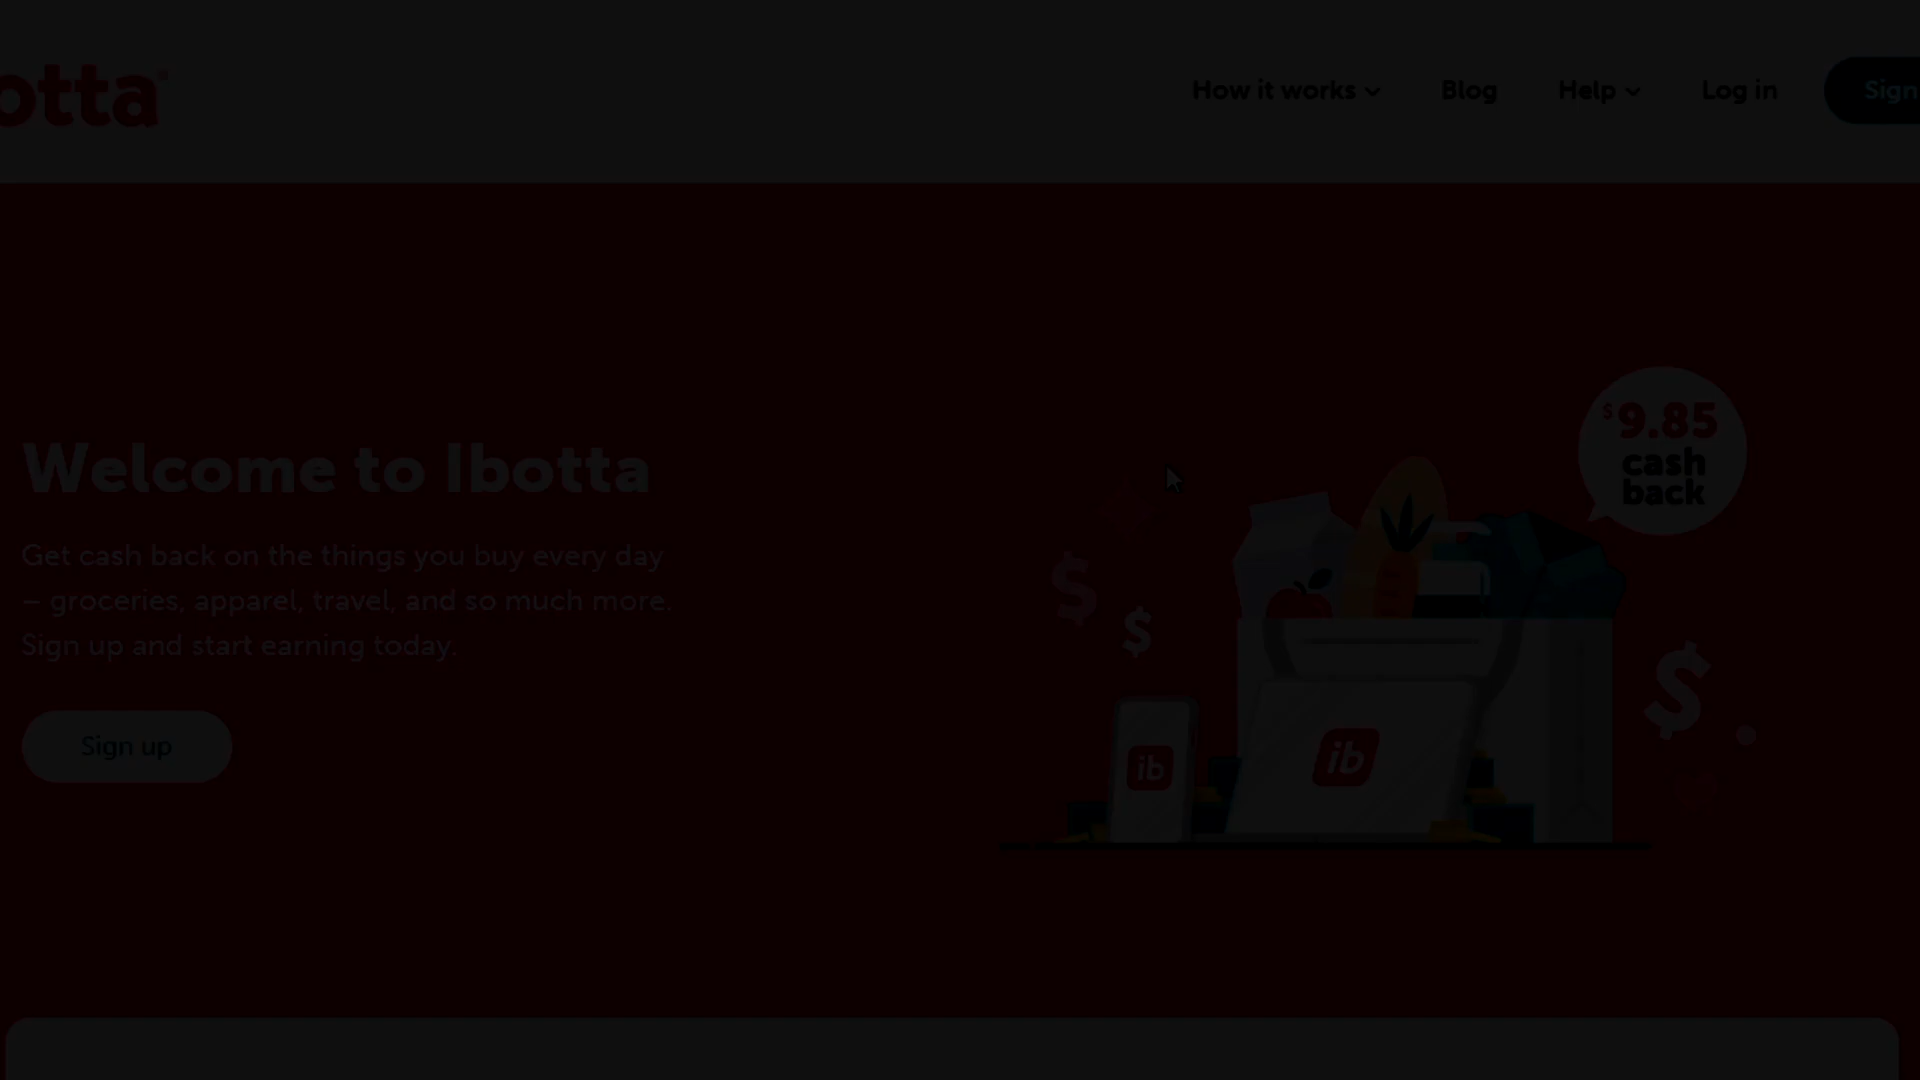 otta
How it works
Blog
Help
Log in
Sign
$9.85
cash
back
Welcome to Ibotta
Get cash back on the things you buy every day
– groceries, apparel, travel, and so much more.
Sign up and start earning today.
Sign up
$
$
$
ib
ib